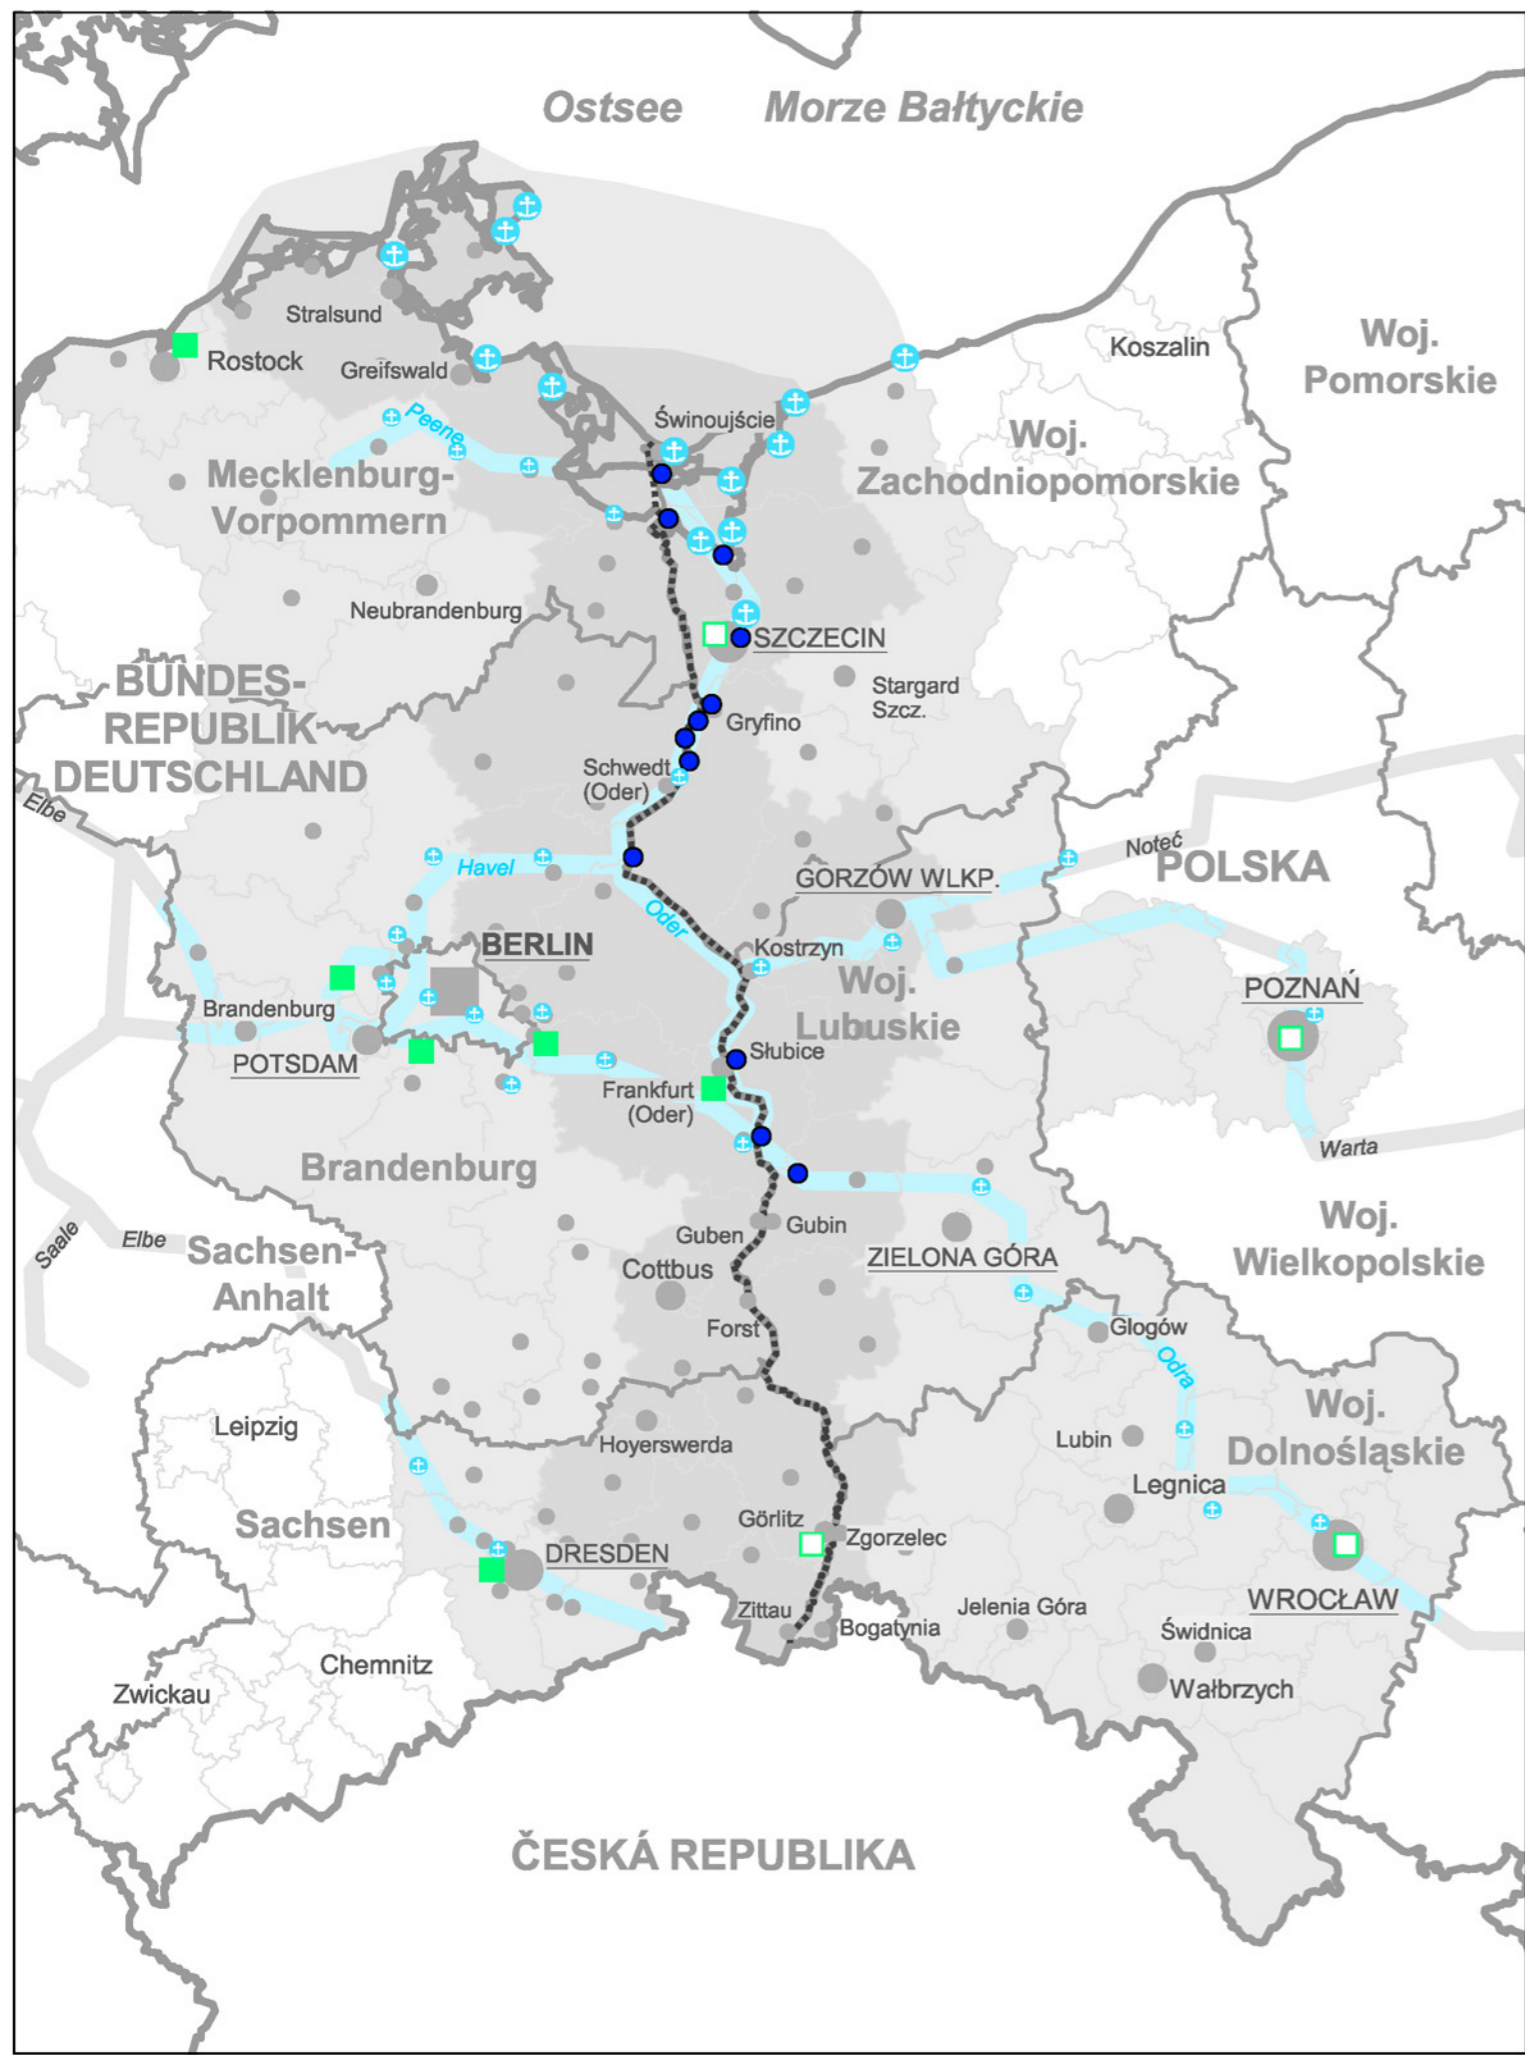 Ostsee
Morze Bałtyckie
Stralsund
Rostock
Greifswald
Koszalin
Woj.
Pomorskie
Peene
Świnoujście
Woj.
Zachodniopomorskie
Mecklenburg-
Vorpommern
Neubrandenburg
SZCZECIN
BUNDES-
REPUBLIK
DEUTSCHLAND
Stargard
Szcz.
Gryfino
Schwedt
(Oder)
Elbe
Noteć
Havel
POLSKA
GORZÓW WLKP.
Oder
BERLIN
Kostrzyn
Woj.
Lubuskie
POZNAŃ
Brandenburg
POTSDAM
Słubice
Frankfurt
(Oder)
Warta
Brandenburg
Guben
Gubin
Woj.
Wielkopolskie
Saale
Elbe
Sachsen-
Anhalt
Cottbus
ZIELONA GÓRA
Forst
Głogów
Odra
Leipzig
Hoyerswerda
Lubin
Woj.
Dolnośląskie
Legnica
Sachsen
Görlitz
Zgorzelec
DRESDEN
WROCŁAW
Zittau
Bogatynia
Jelenia Góra
Świdnica
Wałbrzych
Chemnitz
Zwickau
ČESKÁ REPUBLIKA